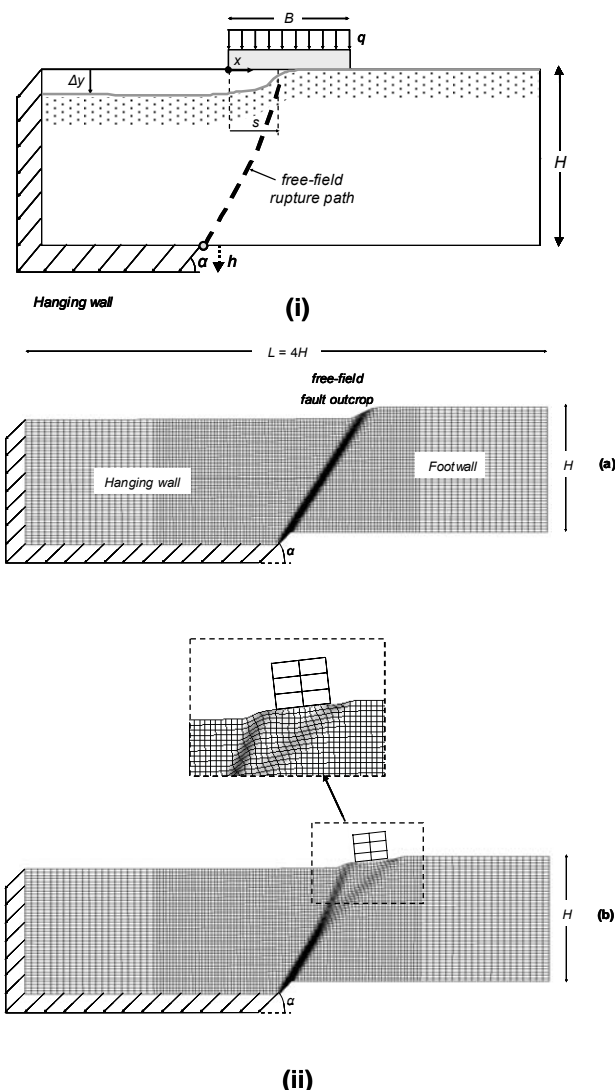 B
q
x
Δy
s
H
free-field
rupture path
α h
Hanging wall
(i)
L = 4H
free-field
fault outcrop
Hanging wall
Footwall
H
(a)
α
H
(b)
α
(ii)